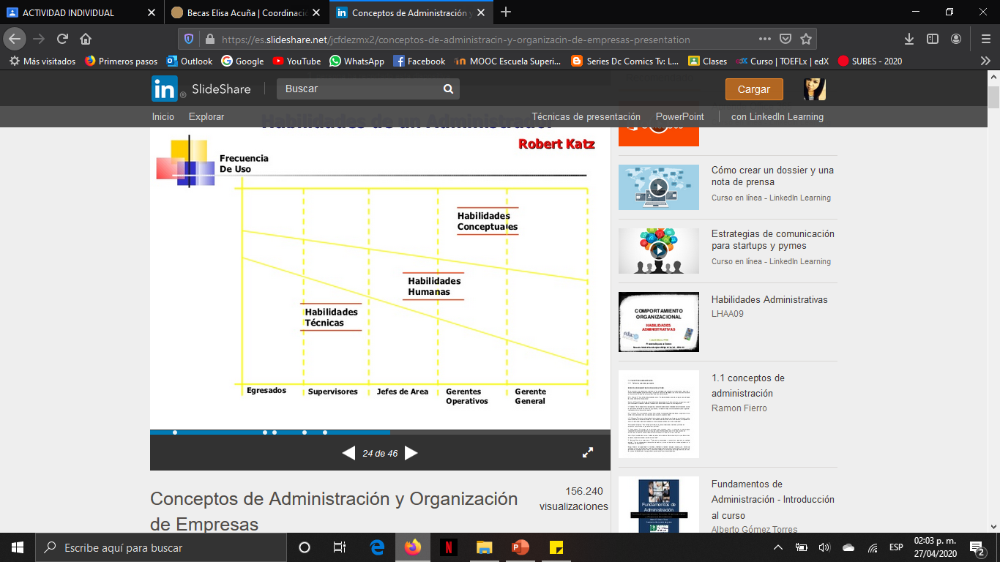 ACTIVIDAD INDIVIDUAL
Becas Elisa Acuña | Coordinacio
Conceptos de Administración y
https://es.slideshare.net/jcfdezmx2/conceptos-de-administracin-y-organizacin-de-empresas-presentation
Más visitados
Primeros pasos
Outlook
Google
YouTube
WhatsApp
Facebook
MOOC Escuela Superi...
Series Dc Comics Tv: L...
Clases
Curso | TOEFLx | edX
SUBES - 2020
in® SlideShare
Buscar
Cargar
Inicio
Explorar
Técnicas de presentación
PowerPoint
con LinkedIn Learning
Habilidades de un Administrador
Robert Katz
Frecuencia
De Uso
Habilidades
Conceptuales
Habilidades
Humanas
Habilidades
Técnicas
Egresados
Supervisores
Jefes de Area
Gerentes
Operativos
Gerente
General
24 de 46
Conceptos de Administración y Organización
de Empresas
156.240
visualizaciones
Cómo crear un dossier y una
nota de prensa
Curso en línea - LinkedIn Learning
Estrategias de comunicación
para startups y pymes
Curso en línea - LinkedIn Learning
COMPORTAMIENTO
ORGANIZACIONAL
HABILIDADES
ADMINISTRATIVAS
Habilidades Administrativas
LHAA09
1.1 conceptos de
administración
Ramon Fierro
Fundamentos de
Administración
Fundamentos de
Administración - Introducción
al curso
Alberto Gómez Torres
Escribe aquí para buscar
ESP
02:03 p. m.
27/04/2020
2